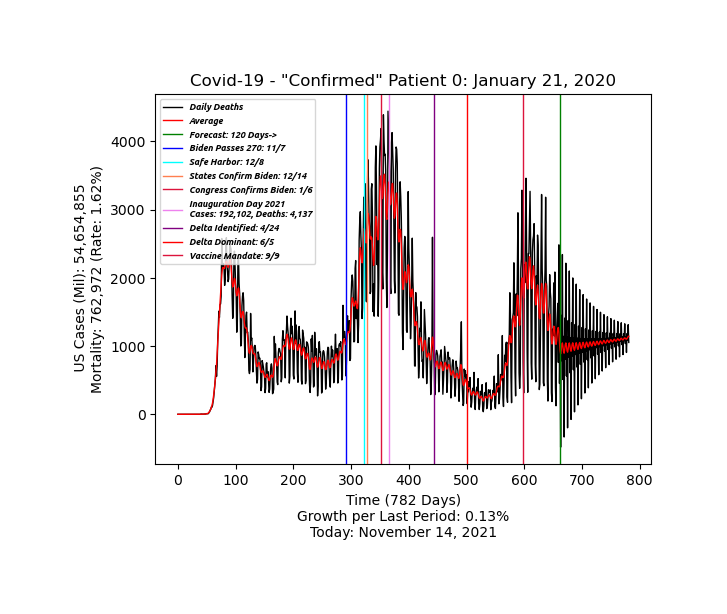 Covid-19 - "Confirmed" Patient 0: January 21, 2020
Daily Deaths
Average
Forecast: 120 Days->
Biden Passes 270: 11/7
Safe Harbor: 12/8
States Confirm Biden: 12/14
Congress Confirms Biden: 1/6
Inauguration Day 2021
Cases: 192,102, Deaths: 4,137
Delta Identified: 4/24
Delta Dominant: 6/5
Vaccine Mandate: 9/9
US Cases (Mil): 54,654,855
Mortality: 762,972 (Rate: 1.62%)
4000
3000
2000
1000
0
0 100 200 300 400 500 600 700 800
Time (782 Days)
Growth per Last Period: 0.13%
Today: November 14, 2021